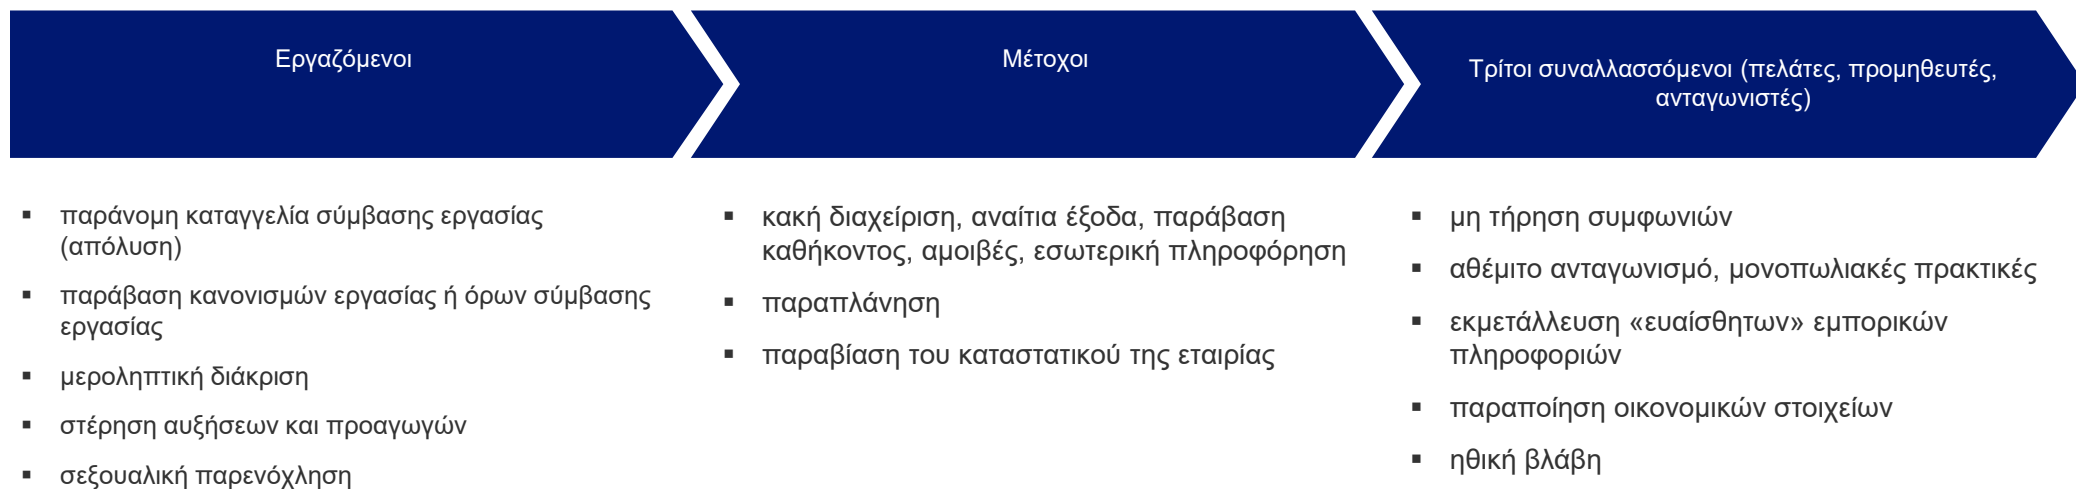 Εργαζόμενοι
▪ παράνομη καταγγελία σύμβασης εργασίας
(απόλυση)
▪ παράβαση κανονισμών εργασίας ή όρων σύμβασης
εργασίας
▪ μεροληπτική διάκριση
▪ στέρηση αυξήσεων και προαγωγών
▪ σεξουαλική παρενόχληση
Μέτοχοι
▪ κακή διαχείριση, αναίτια έξοδα, παράβαση
καθήκοντος, αμοιβές, εσωτερική πληροφόρηση
▪ παραπλάνηση
▪ παραβίαση του καταστατικού της εταιρίας
Τρίτοι συναλλασσόμενοι (πελάτες, προμηθευτές,
ανταγωνιστές)
▪ μη τήρηση συμφωνιών
▪ αθέμιτο ανταγωνισμό, μονοπωλιακές πρακτικές
▪ εκμετάλλευση «ευαίσθητων» εμπορικών
πληροφοριών
▪ παραποίηση οικονομικών στοιχείων
▪ ηθική βλάβη